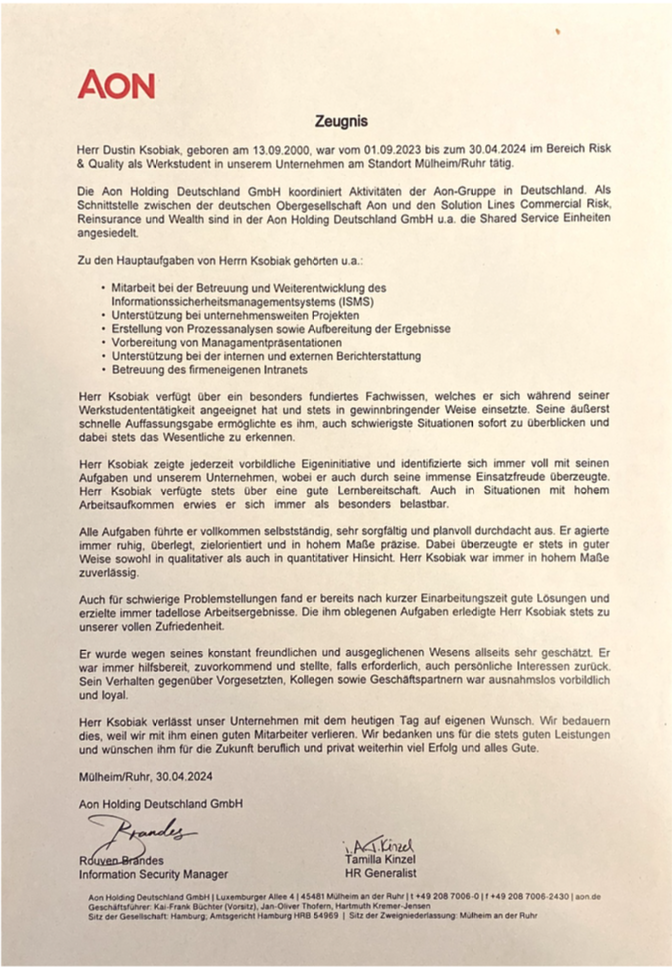 AON
Zeugnis
Herr Dustin Ksobiak, geboren am 13.09.2000, war vom 01.09.2023 bis zum 30.04.2024 im Bereich Risk
& Quality als Werkstudent in unserem Unternehmen am Standort Mülheim/Ruhr tätig.
Die Aon Holding Deutschland GmbH koordiniert Aktivitäten der Aon-Gruppe in Deutschland. Als
Schnittstelle zwischen der deutschen Obergesellschaft Aon und den Solution Lines Commercial Risk,
Reinsurance und Wealth sind in der Aon Holding Deutschland GmbH u.a. die Shared Service Einheiten
angesiedelt.
Zu den Hauptaufgaben von Herrn Ksobiak gehörten u.a.:
• Mitarbeit bei der Betreuung und Weiterentwicklung des
Informationssicherheitsmanagementsystems (ISMS)
• Unterstützung bei unternehmensweiten Projekten
• Erstellung von Prozessanalysen sowie Aufbereitung der Ergebnisse
• Vorbereitung von Managamentpräsentationen
• Unterstützung bei der internen und externen Berichterstattung
• Betreuung des firmeneigenen Intranets
Herr Ksobiak verfügt über ein besonders fundiertes Fachwissen, welches er sich während seiner
Werkstudententätigkeit angeeignet hat und stets in gewinnbringender Weise einsetzte. Seine äußerst
schnelle Auffassungsgabe ermöglichte es ihm, auch schwierigste Situationen sofort zu überblicken und
dabei stets das Wesentliche zu erkennen.
Herr Ksobiak zeigte jederzeit vorbildliche Eigeninitiative und identifizierte sich immer voll mit seinen
Aufgaben und unserem Unternehmen, wobei er auch durch seine immense Einsatzfreude überzeugte.
Herr Ksobiak verfügte stets über eine gute Lernbereitschaft. Auch in Situationen mit hohem
Arbeitsaufkommen erwies er sich immer als besonders belastbar.
Alle Aufgaben führte er vollkommen selbstständig, sehr sorgfältig und planvoll durchdacht aus. Er agierte
immer ruhig, überlegt, zielorientiert und in hohem Maße präzise. Dabei überzeugte er stets in guter
Weise sowohl in qualitativer als auch in quantitativer Hinsicht. Herr Ksobiak war immer in hohem Maße
zuverlässig.
Auch für schwierige Problemstellungen fand er bereits nach kurzer Einarbeitungszeit gute Lösungen und
erzielte immer tadellose Arbeitsergebnisse. Die ihm oblegenen Aufgaben erledigte Herr Ksobiak stets zu
unserer vollen Zufriedenheit.
Er wurde wegen seines konstant freundlichen und ausgeglichenen Wesens allseits sehr geschätzt. Er
war immer hilfsbereit, zuvorkommend und stellte, falls erforderlich, auch persönliche Interessen zurück.
Sein Verhalten gegenüber Vorgesetzten, Kollegen sowie Geschäftspartnern war ausnahmslos vorbildlich
und loyal.
Herr Ksobiak verlässt unser Unternehmen mit dem heutigen Tag auf eigenen Wunsch. Wir bedauern
dies, weil wir mit ihm einen guten Mitarbeiter verlieren. Wir bedanken uns für die stets guten Leistungen
und wünschen ihm für die Zukunft beruflich und privat weiterhin viel Erfolg und alles Gute.
Mülheim/Ruhr, 30.04.2024
Aon Holding Deutschland GmbH
Brandes
i.A.T.Kinzel
Rouven Brandes
Tamilla Kinzel
Information Security Manager
HR Generalist
Aon Holding Deutschland GmbH | Luxemburger Allee 4 | 45481 Mülheim an der Ruhr | t +49 208 7006-0 | f +49 208 7006-2430 | aon.de
Geschäftsführer: Kai-Frank Büchter (Vorsitz), Jan-Oliver Thofern, Hartmuth Kremer-Jensen
Sitz der Gesellschaft: Hamburg; Amtsgericht Hamburg HRB 54969 | Sitz der Zweigniederlassung: Mülheim an der Ruhr